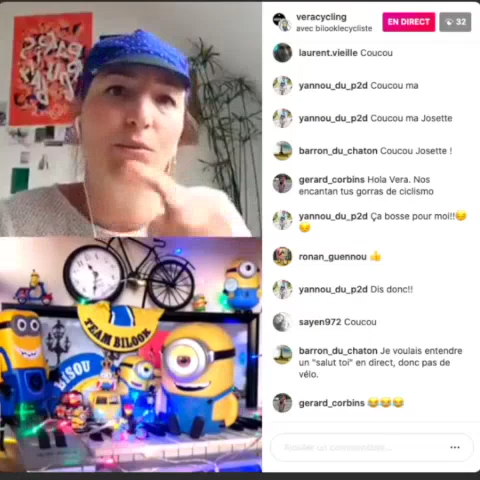 veracycling
avec bilooklecycliste
EN DIRECT
32
laurent.vieille Coucou
yannou_du_p2d Coucou ma
yannou_du_p2d Coucou ma Josette
barron_du_chaton Coucou Josette !
gerard_corbins Hola Vera. Nos
encantan tus gorras de ciclismo
yannou_du_p2d Ça bosse pour moi!!😏
😏
ronan_guennou 👍
yannou_du_p2d Dis donc!!
sayen972 Coucou
barron_du_chaton Je voulais entendre
un "salut toi" en direct, donc pas de
vélo.
gerard_corbins 😂😂😂
Ajouter un commentaire...
TEAM BILOOK
BISOU